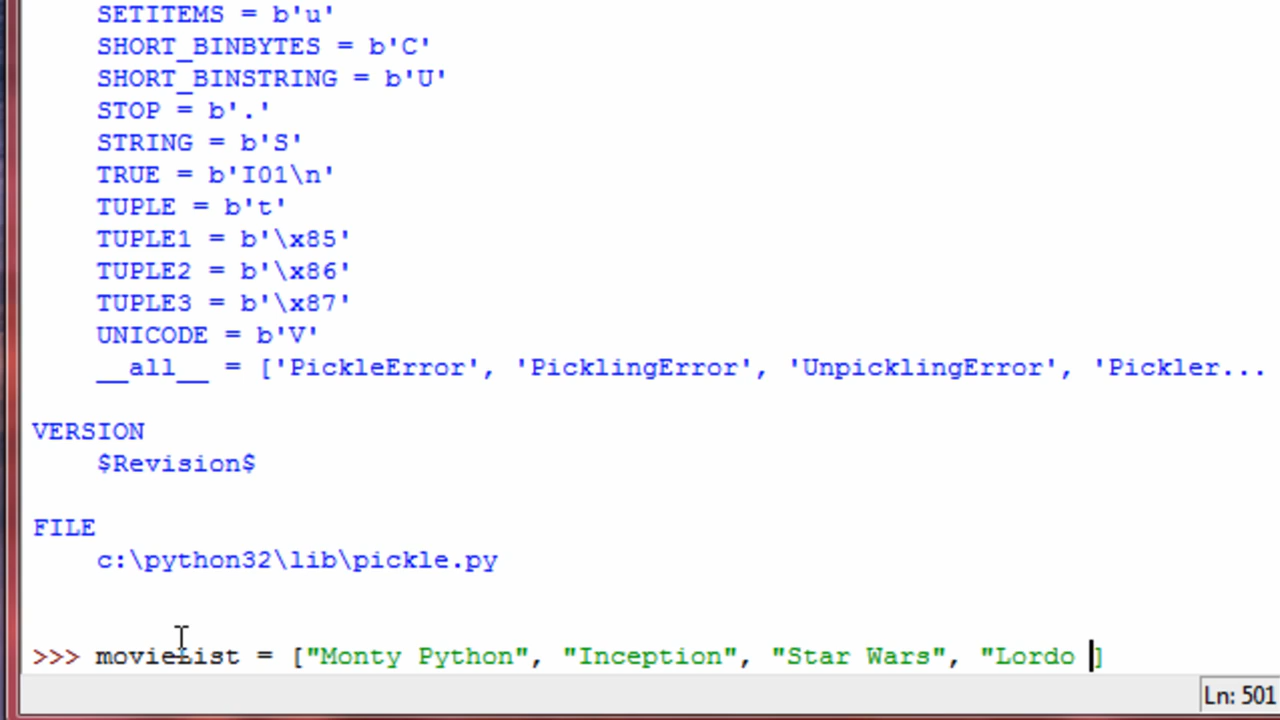 SETITEMS = b'u'
SHORT_BINBYTES = b'C'
SHORT_BINSTRING = b'U'
STOP = b'.'
STRING = b'S'
TRUE = b'I01\n'
TUPLE = b't'
TUPLE1 = b'\x85'
TUPLE2 = b'\x86'
TUPLE3 = b'\x87'
UNICODE = b'V'
__all__ = ['PickleError', 'PicklingError', 'UnpicklingError', 'Pickler...
VERSION
$Revision$
FILE
c:\python32\lib\pickle.py
>>> movieList = ["Monty Python", "Inception", "Star Wars", "Lordo ]
Ln: 501